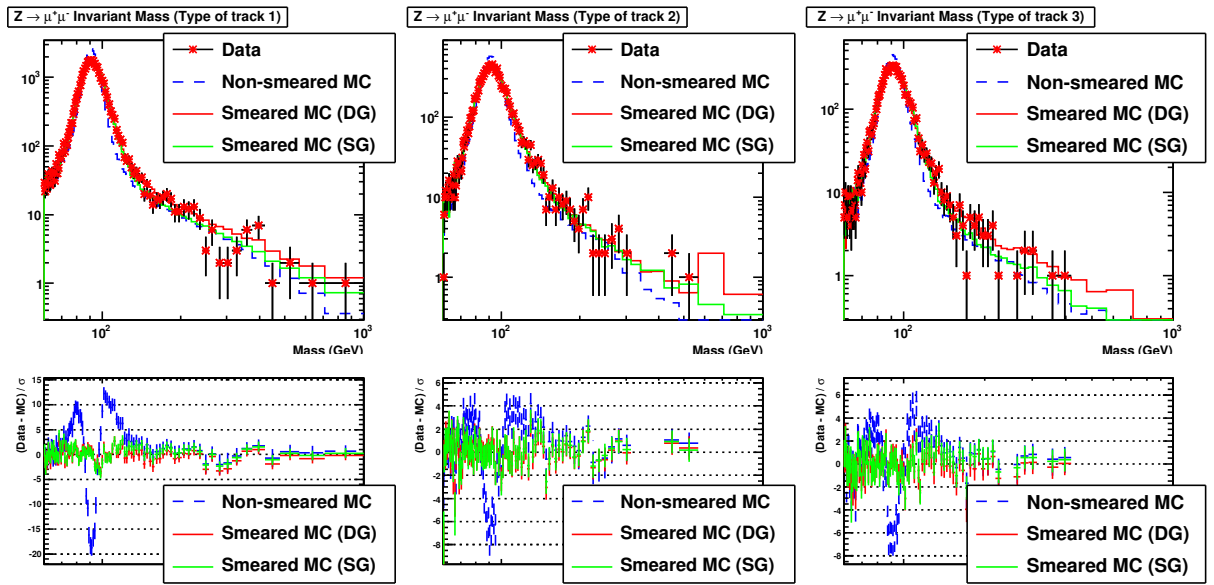 Z → μ⁺μ⁻ Invariant Mass (Type of track 1)
Data
Non-smeared MC
Smeared MC (DG)
Smeared MC (SG)
10³
10²
10
1
10²
10³
Mass (GeV)
Z → μ⁺μ⁻ Invariant Mass (Type of track 2)
Data
Non-smeared MC
Smeared MC (DG)
Smeared MC (SG)
10²
10
1
10²
10³
Mass (GeV)
Z → μ⁺μ⁻ Invariant Mass (Type of track 3)
Data
Non-smeared MC
Smeared MC (DG)
Smeared MC (SG)
10²
10
1
10²
10³
Mass (GeV)
(Data - MC) / σ
15
10
5
0
-5
-10
-15
-20
Non-smeared MC
Smeared MC (DG)
Smeared MC (SG)
(Data - MC) / σ
6
4
2
0
-2
-4
-6
-8
Non-smeared MC
Smeared MC (DG)
Smeared MC (SG)
(Data - MC) / σ
6
4
2
0
-2
-4
-6
-8
Non-smeared MC
Smeared MC (DG)
Smeared MC (SG)